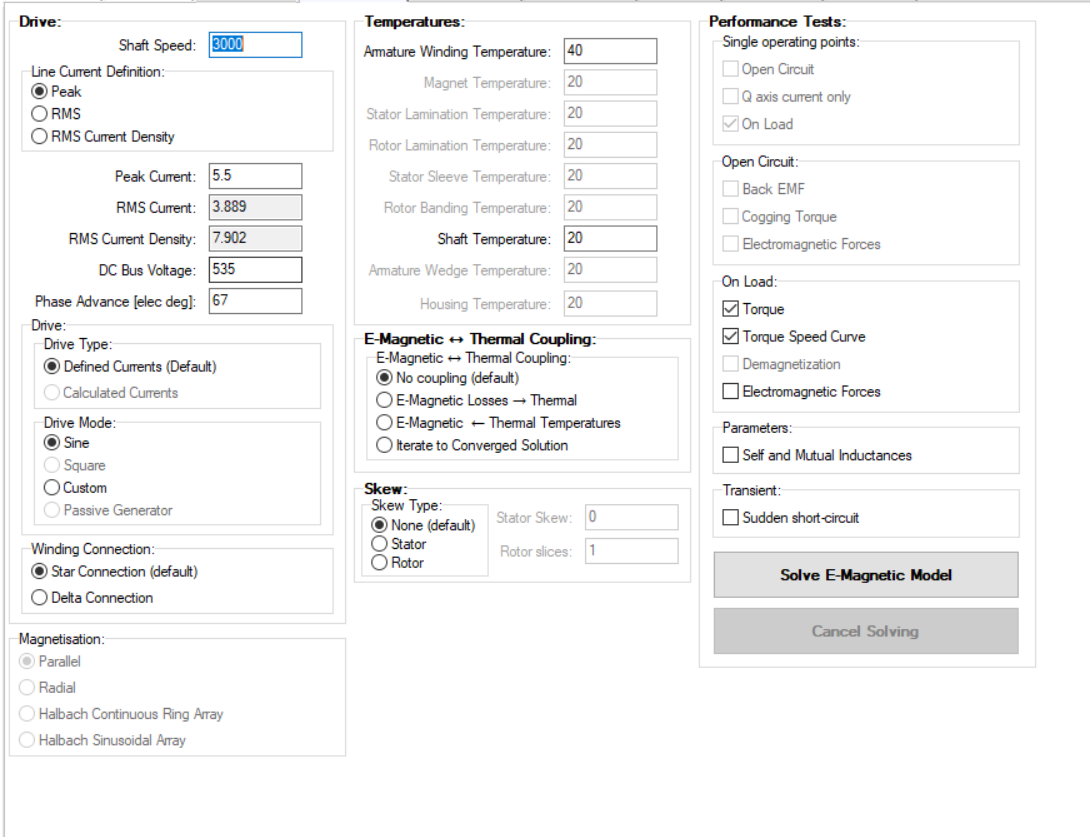 Drive:
Shaft Speed: 3000
Line Current Definition:
Peak
RMS
RMS Current Density
Peak Current: 5.5
RMS Current: 3.889
RMS Current Density: 7.902
DC Bus Voltage: 535
Phase Advance [elec deg]: 67
Drive:
Drive Type:
Defined Currents (Default)
Calculated Currents
Drive Mode:
Sine
Square
Custom
Passive Generator
Winding Connection:
Star Connection (default)
Delta Connection
Magnetisation:
Parallel
Radial
Halbach Continuous Ring Array
Halbach Sinusoidal Array
Temperatures:
Armature Winding Temperature: 40
Magnet Temperature: 20
Stator Lamination Temperature: 20
Rotor Lamination Temperature: 20
Stator Sleeve Temperature: 20
Rotor Banding Temperature: 20
Shaft Temperature: 20
Armature Wedge Temperature: 20
Housing Temperature: 20
E-Magnetic ↔ Thermal Coupling:
E-Magnetic ↔ Thermal Coupling:
No coupling (default)
E-Magnetic Losses → Thermal
E-Magnetic ← Thermal Temperatures
Iterate to Converged Solution
Skew:
Skew Type:
None (default)
Stator
Rotor
Stator Skew: 0
Rotor slices: 1
Performance Tests:
Single operating points:
Open Circuit
Q axis current only
On Load
Open Circuit:
Back EMF
Cogging Torque
Electromagnetic Forces
On Load:
Torque
Torque Speed Curve
Demagnetization
Electromagnetic Forces
Parameters:
Self and Mutual Inductances
Transient:
Sudden short-circuit
Solve E-Magnetic Model
Cancel Solving